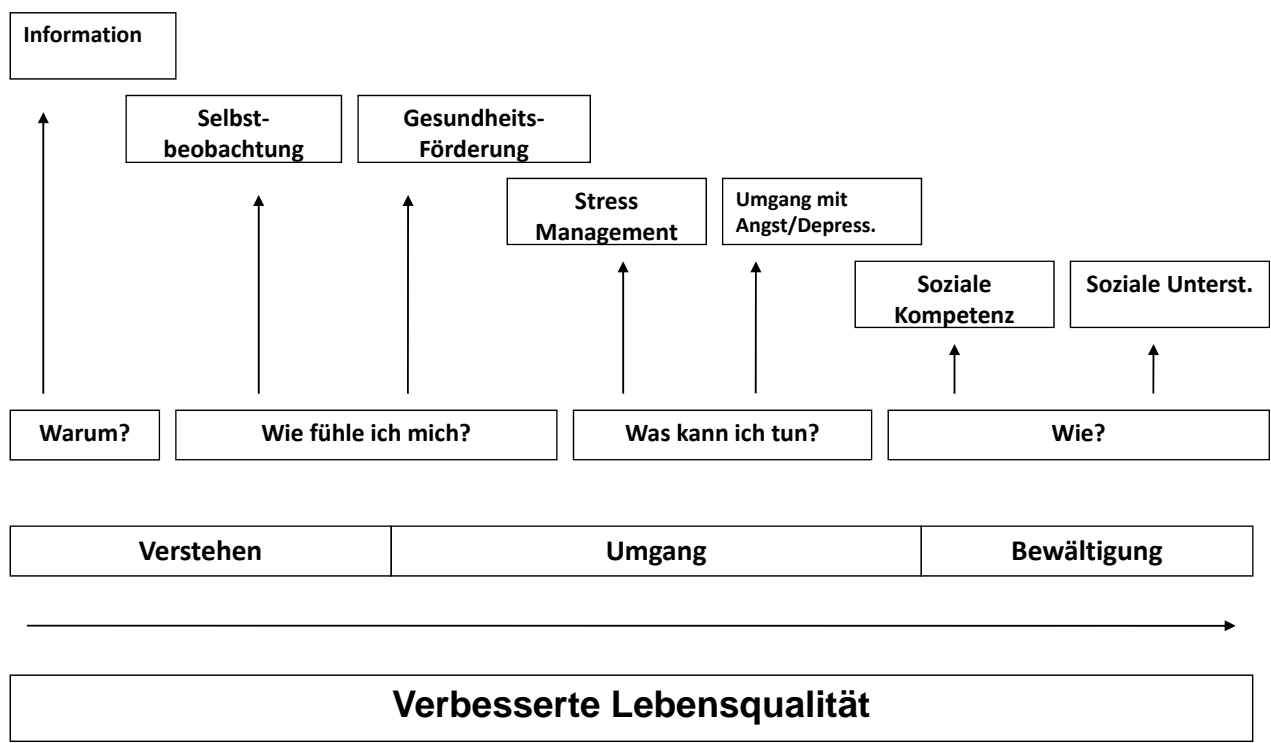 Information
Selbst-
beobachtung
Gesundheits-
Förderung
Stress
Management
Umgang mit
Angst/Depress.
Soziale
Kompetenz
Soziale Unterst.
Warum?
Wie fühle ich mich?
Was kann ich tun?
Wie?
Verstehen
Umgang
Bewältigung
Verbesserte Lebensqualität